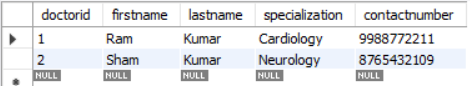 doctorid firstname lastname specialization contactnumber
1 Ram Kumar Cardiology 9988772211
2 Sham Kumar Neurology 8765432109
NULL NULL NULL NULL NULL